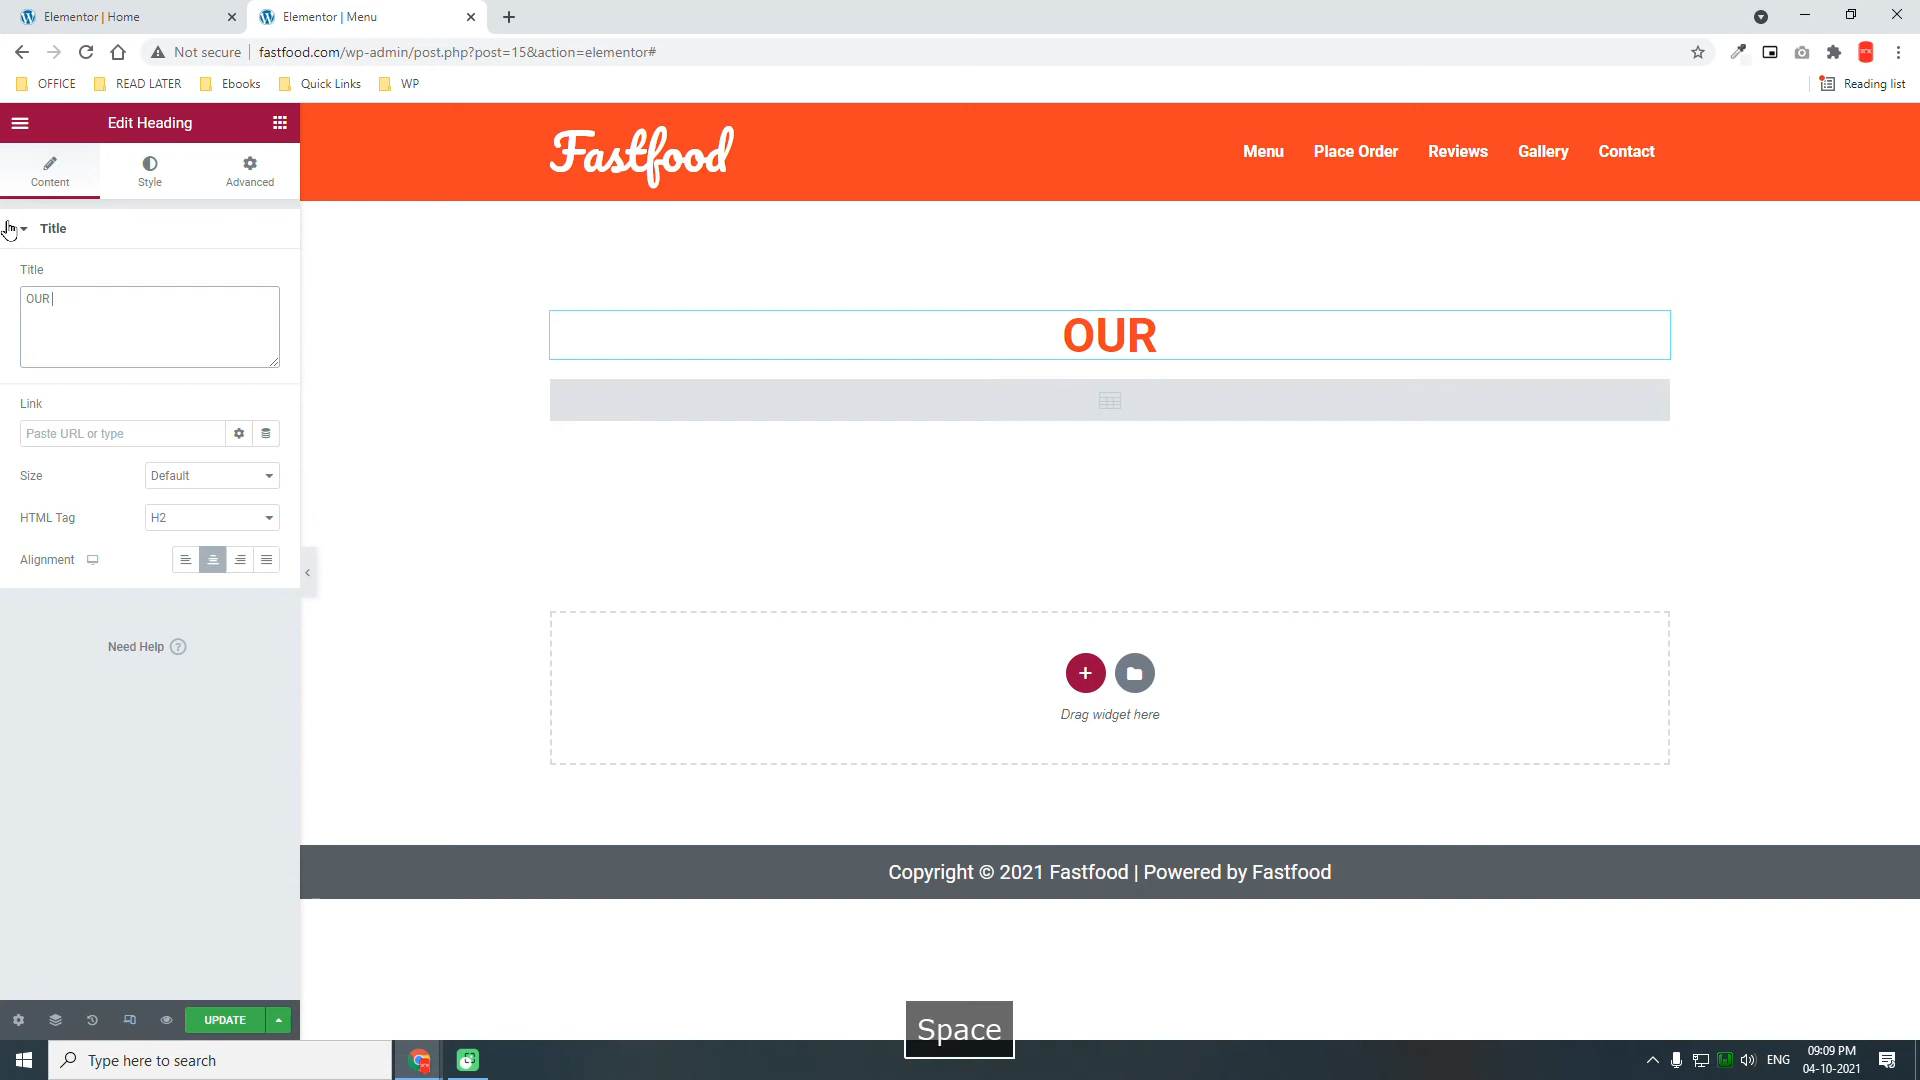 Elementor | Home
Elementor | Menu
Not secure
fastfood.com/wp-admin/post.php?post=15&action=elementor#
OFFICE
READ LATER
Ebooks
Quick Links
WP
Reading list
Edit Heading
Content
Style
Advanced
Title
Title
OUR
Link
Paste URL or type
Size
Default
HTML Tag
H2
Alignment
Need Help ?
UPDATE
Fastfood
Menu
Place Order
Reviews
Gallery
Contact
OUR
Drag widget here
Copyright © 2021 Fastfood | Powered by Fastfood
Space
Type here to search
ENG
09:09 PM
04-10-2021